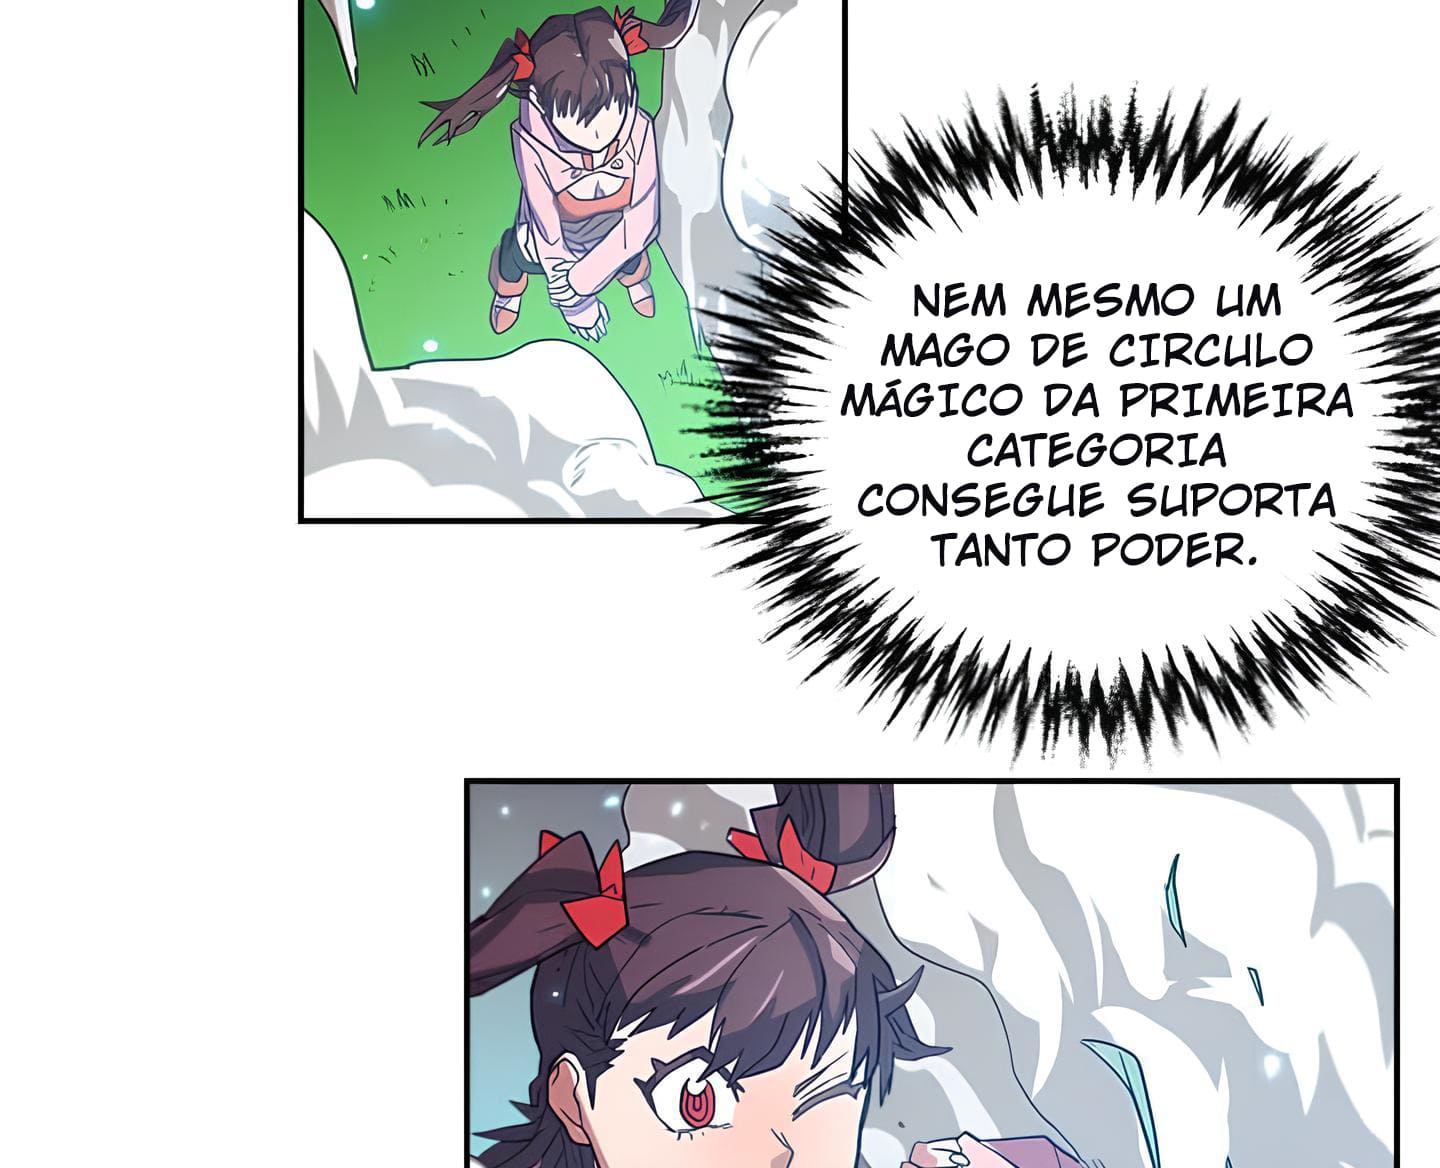 NEM MESMO UM
MAGO DE CIRCULO
MÁGICO DA PRIMEIRA
CATEGORIA
CONSEGUE SUPORTA
TANTO PODER.